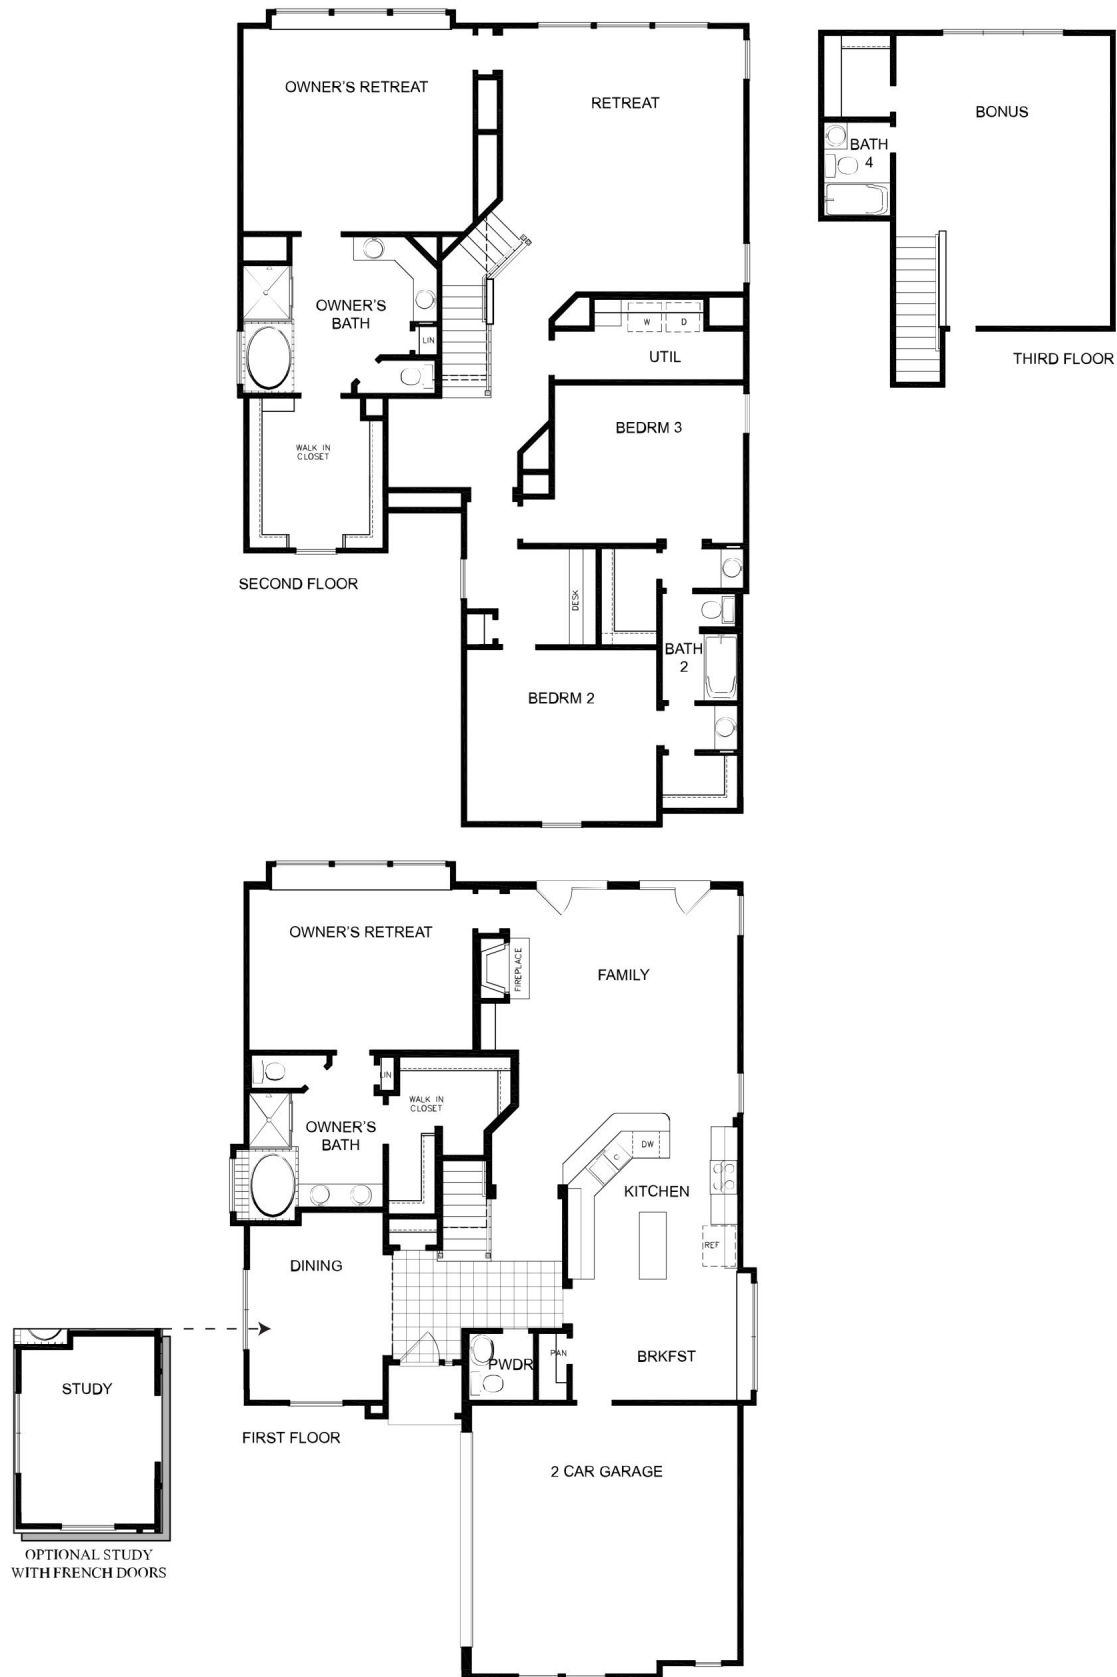 OWNER'S RETREAT
RETREAT
BONUS
BATH
4
OWNER'S
BATH
LIN
W
D
UTIL
THIRD FLOOR
BEDRM 3
WALK IN
CLOSET
SECOND FLOOR
DESK
BATH
2
BEDRM 2
OWNER'S RETREAT
FIREPLACE
FAMILY
LIN
WALK IN
CLOSET
OWNER'S
BATH
DW
KITCHEN
REF
DINING
PWDR
PAN
BRKFST
STUDY
FIRST FLOOR
2 CAR GARAGE
OPTIONAL STUDY
WITH FRENCH DOORS